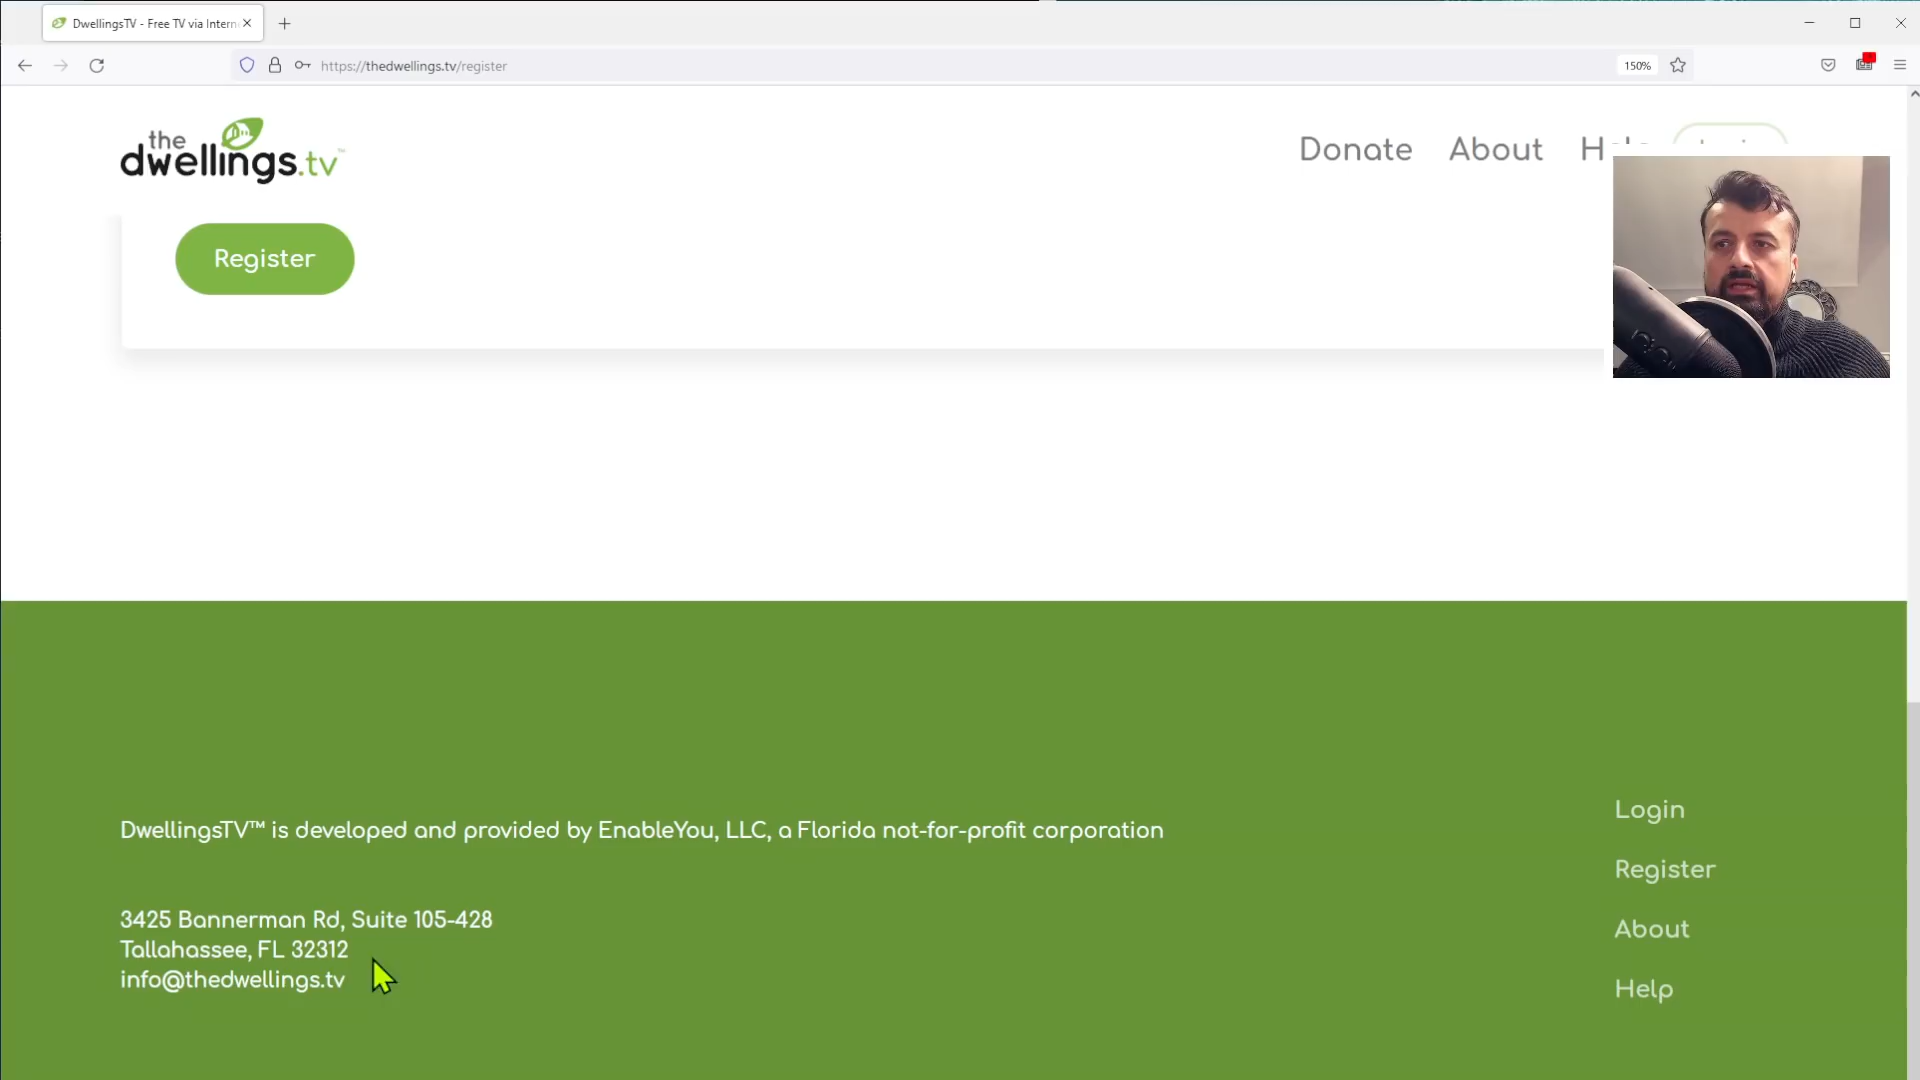 DwellingsTV - Free TV via Intern
https://thedwellings.tv/register
150%
the
dwellings.tv™
Donate About
Register
DwellingsTV™ is developed and provided by EnableYou, LLC, a Florida not-for-profit corporation
3425 Bannerman Rd, Suite 105-428
Tallahassee, FL 32312
info@thedwellings.tv
Login
Register
About
Help